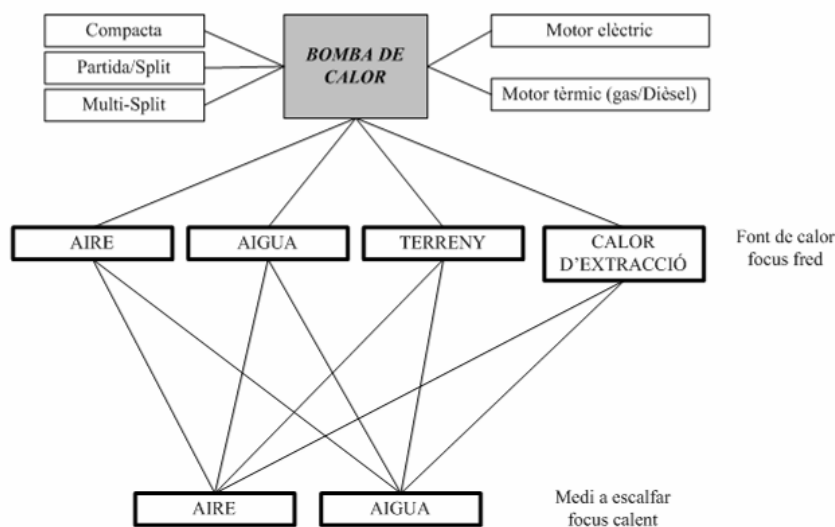 Compacta
Partida/Split
Multi-Split
BOMBA DE
CALOR
Motor elèctric
Motor tèrmic (gas/Dièsel)
AIRE
AIGUA
TERRENY
CALOR
D'EXTRACCIÓ
Font de calor
focus fred
AIRE
AIGUA
Medi a escalfar
focus calent